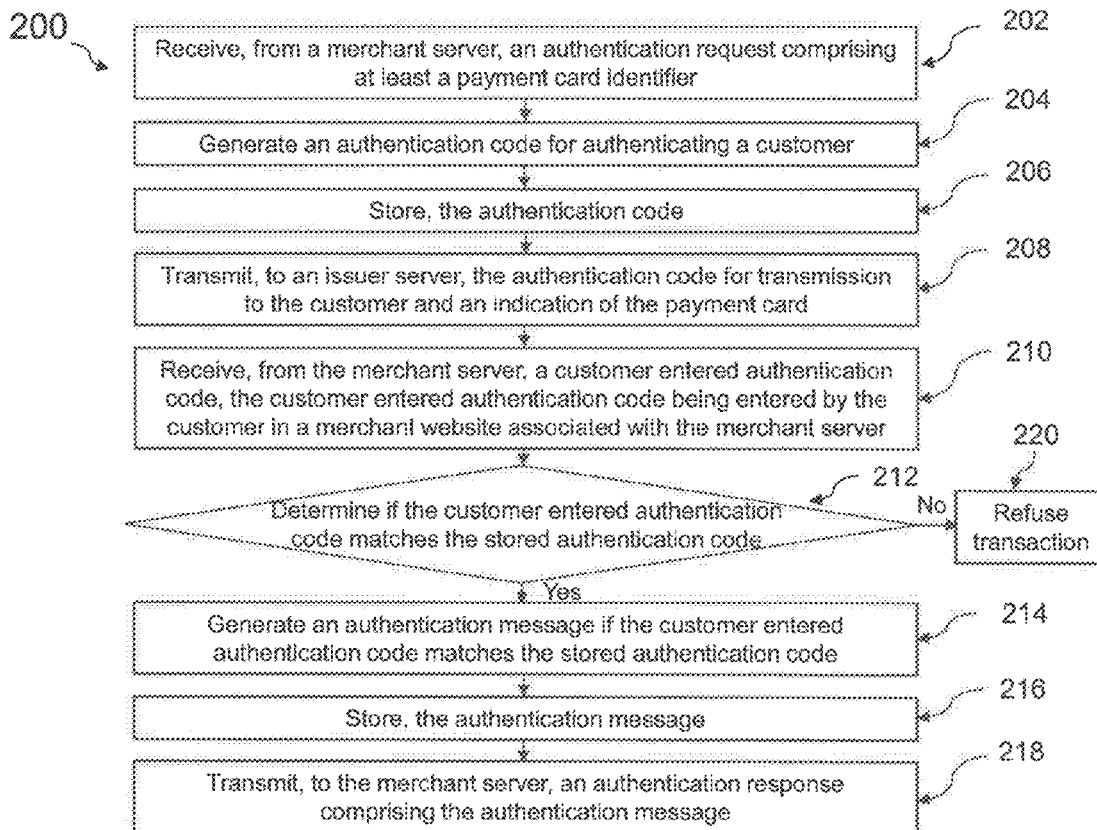 200
202
Receive, from a merchant server, an authentication request comprising
at least a payment card identifier
204
Generate an authentication code for authenticating a customer
206
Store, the authentication code
208
Transmit, to an issuer server, the authentication code for transmission
to the customer and an indication of the payment card
210
Receive, from the merchant server, a customer entered authentication
code, the customer entered authentication code being entered by the
customer in a merchant website associated with the merchant server
212
220
Determine if the customer entered authentication
code matches the stored authentication code
No
Refuse
transaction
Yes
214
Generate an authentication message if the customer entered
authentication code matches the stored authentication code
216
Store, the authentication message
218
Transmit, to the merchant server, an authentication response
comprising the authentication message